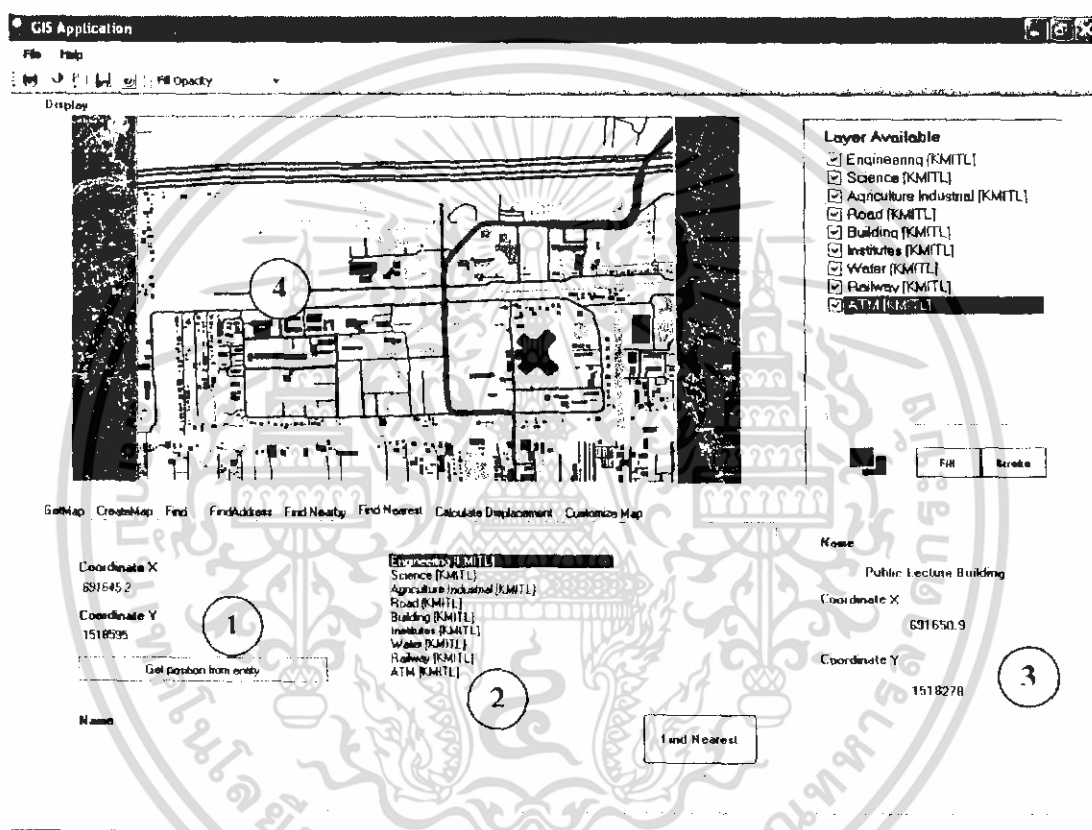 GIS Application
File Help
Fill Opacity
Display
Layer Available
Engineering [KMITL]
Science [KMITL]
Agriculture Industrial [KMITL]
Road [KMITL]
Building [KMITL]
Institutes [KMITL]
Water [KMITL]
Railway [KMITL]
ATM [KMITL]
Fill Stroke
4
GetMap CreateMap Find FindAddress Find Nearby Find Nearest Calculate Displacement Customize Map
Coordinate X
691645.2
Coordinate Y
1518595
1
Get position from entity
Name
Engineering [KMITL]
Science [KMITL]
Agriculture Industrial [KMITL]
Road [KMITL]
Building [KMITL]
Institutes [KMITL]
Water [KMITL]
Railway [KMITL]
ATM [KMITL]
2
Find Nearest
Name
Public Lecture Building
Coordinate X
691650.9
Coordinate Y
1518278
3